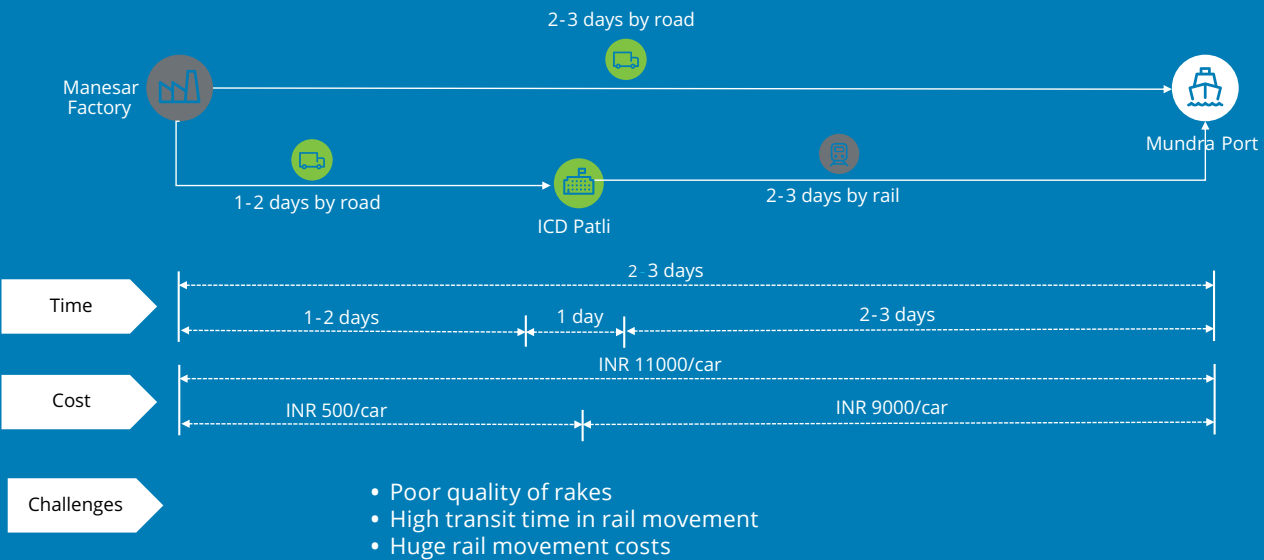 2-3 days by road
Manesar
Factory
Mundra Port
1-2 days by road
2-3 days by rail
ICD Patli
2-3 days
Time
1-2 days
1 day
2-3 days
INR 11000/car
Cost
INR 500/car
INR 9000/car
Challenges
• Poor quality of rakes
• High transit time in rail movement
• Huge rail movement costs